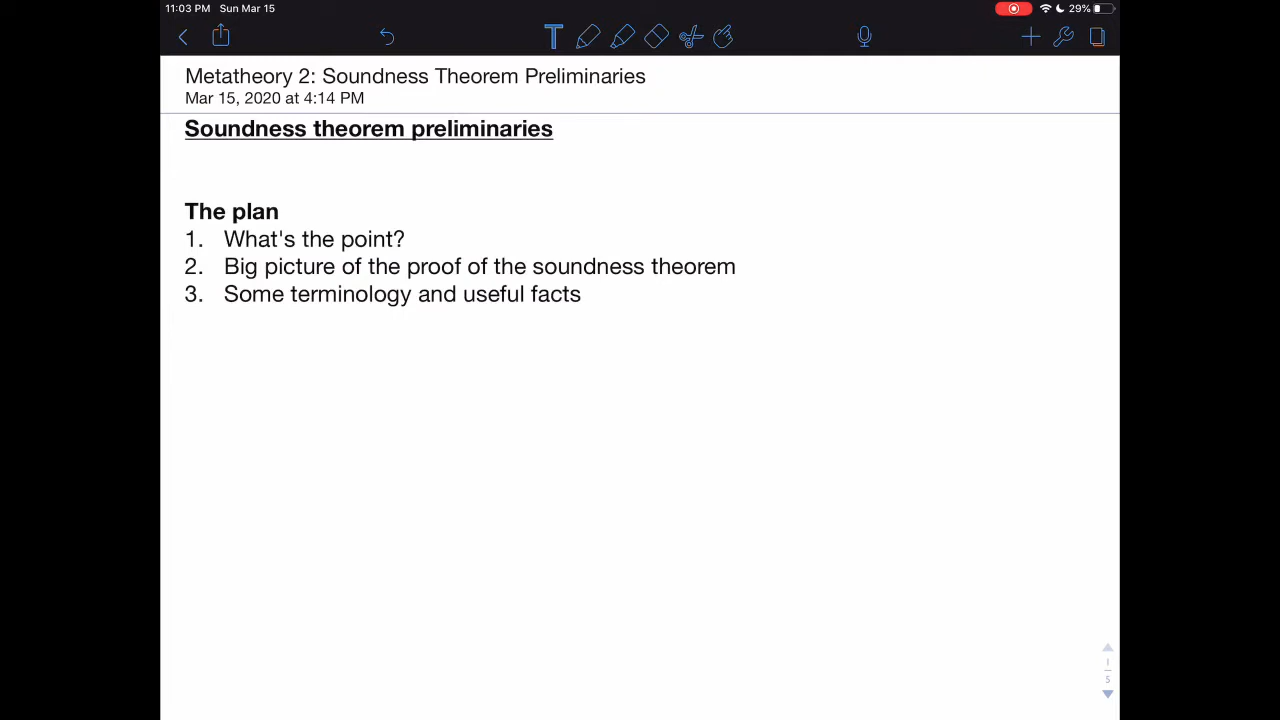 11:03 PM Sun Mar 15 29%
T
Metatheory 2: Soundness Theorem Preliminaries
Mar 15, 2020 at 4:14 PM
Soundness theorem preliminaries
The plan
1. What's the point?
2. Big picture of the proof of the soundness theorem
3. Some terminology and useful facts
1
5